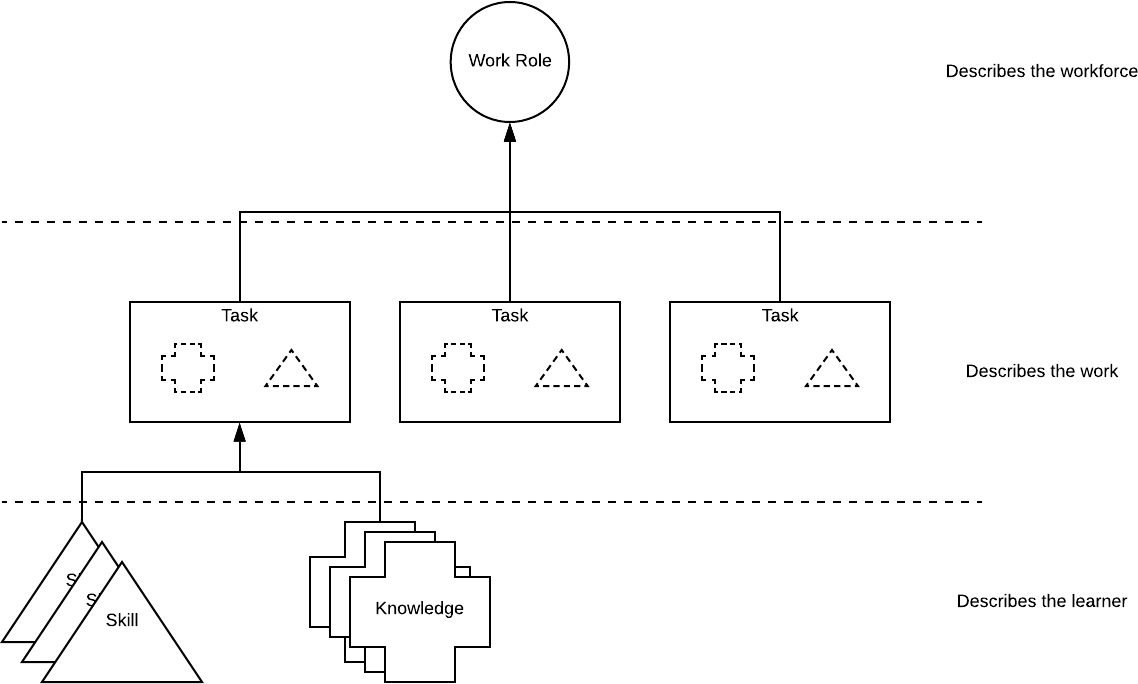 Work Role
Describes the workforce
Task
Task
Task
Describes the work
S
S
Skill
Knowledge
Describes the learner